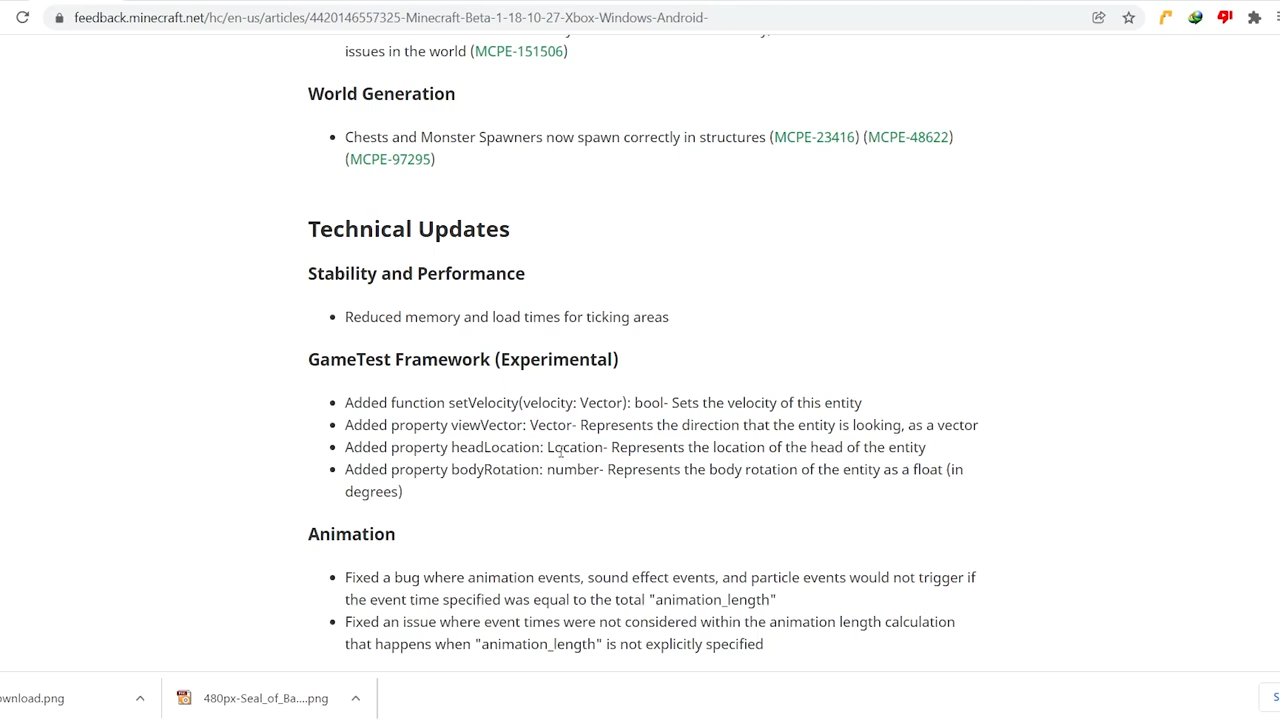 feedback.minecraft.net/hc/en-us/articles/4420146557325-Minecraft-Beta-1-18-10-27-Xbox-Windows-Android-
issues in the world (MCPE-151506)
World Generation
• Chests and Monster Spawners now spawn correctly in structures (MCPE-23416) (MCPE-48622)
(MCPE-97295)
Technical Updates
Stability and Performance
• Reduced memory and load times for ticking areas
GameTest Framework (Experimental)
• Added function setVelocity(velocity: Vector): bool- Sets the velocity of this entity
• Added property viewVector: Vector- Represents the direction that the entity is looking, as a vector
• Added property headLocation: Location- Represents the location of the head of the entity
• Added property bodyRotation: number- Represents the body rotation of the entity as a float (in
degrees)
Animation
• Fixed a bug where animation events, sound effect events, and particle events would not trigger if
the event time specified was equal to the total "animation_length"
• Fixed an issue where event times were not considered within the animation length calculation
that happens when "animation_length" is not explicitly specified
wnload.png
480px-Seal_of_Ba....png
S